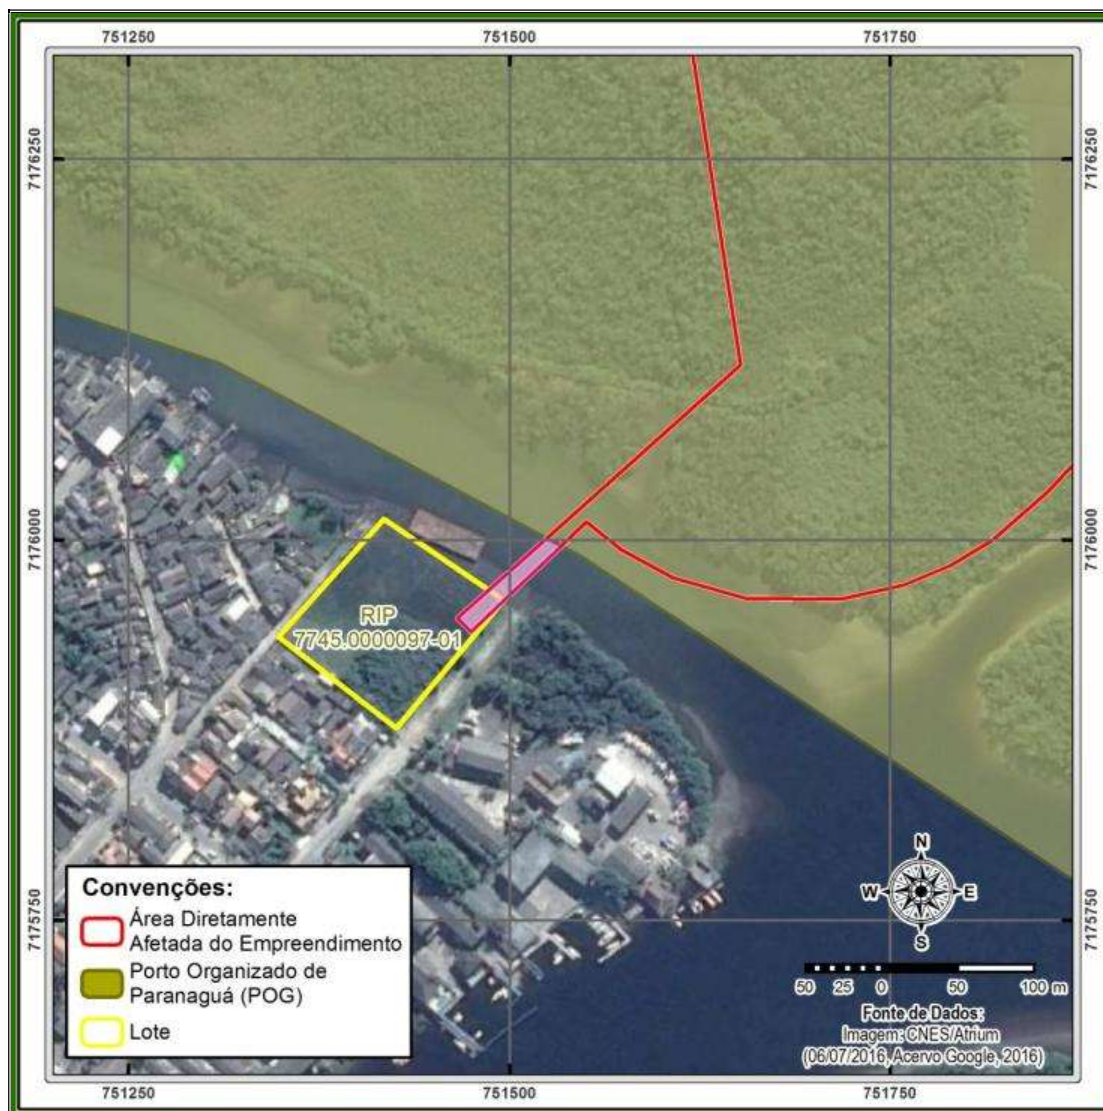 751250 751500 751750
7176250 7176250
7176000 7176000
RIP
7745.0000097-01
Convenções:
Área Diretamente
Afetada do Empreendimento
Porto Organizado de
Paranaguá (POG)
Lote
N
W E
S
7175750 7175750
50 25 0 50 100 m
Fonte de Dados:
Imagem: CNES/Atrium
(06/07/2016, Acervo Google, 2016)
751250 751500 751750